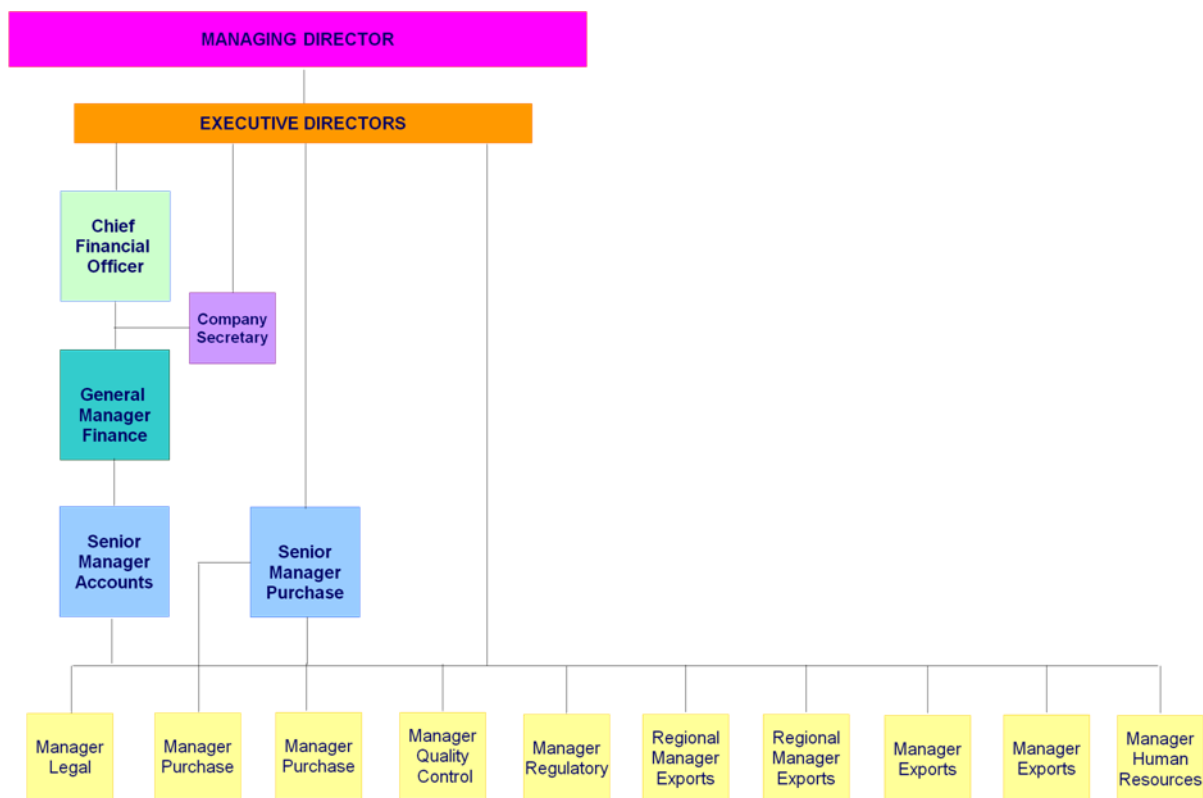 MANAGING DIRECTOR
EXECUTIVE DIRECTORS
Chief
Financial
Officer
Company
Secretary
General
Manager
Finance
Senior
Manager
Accounts
Senior
Manager
Purchase
Manager
Legal
Manager
Purchase
Manager
Purchase
Manager
Quality
Control
Manager
Regulatory
Regional
Manager
Exports
Regional
Manager
Exports
Manager
Exports
Manager
Exports
Manager
Human
Resources